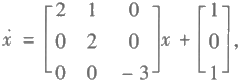 ẋ = [2 1 0; 0 2 0; 0 0 -3]x + [1; 0; 1],